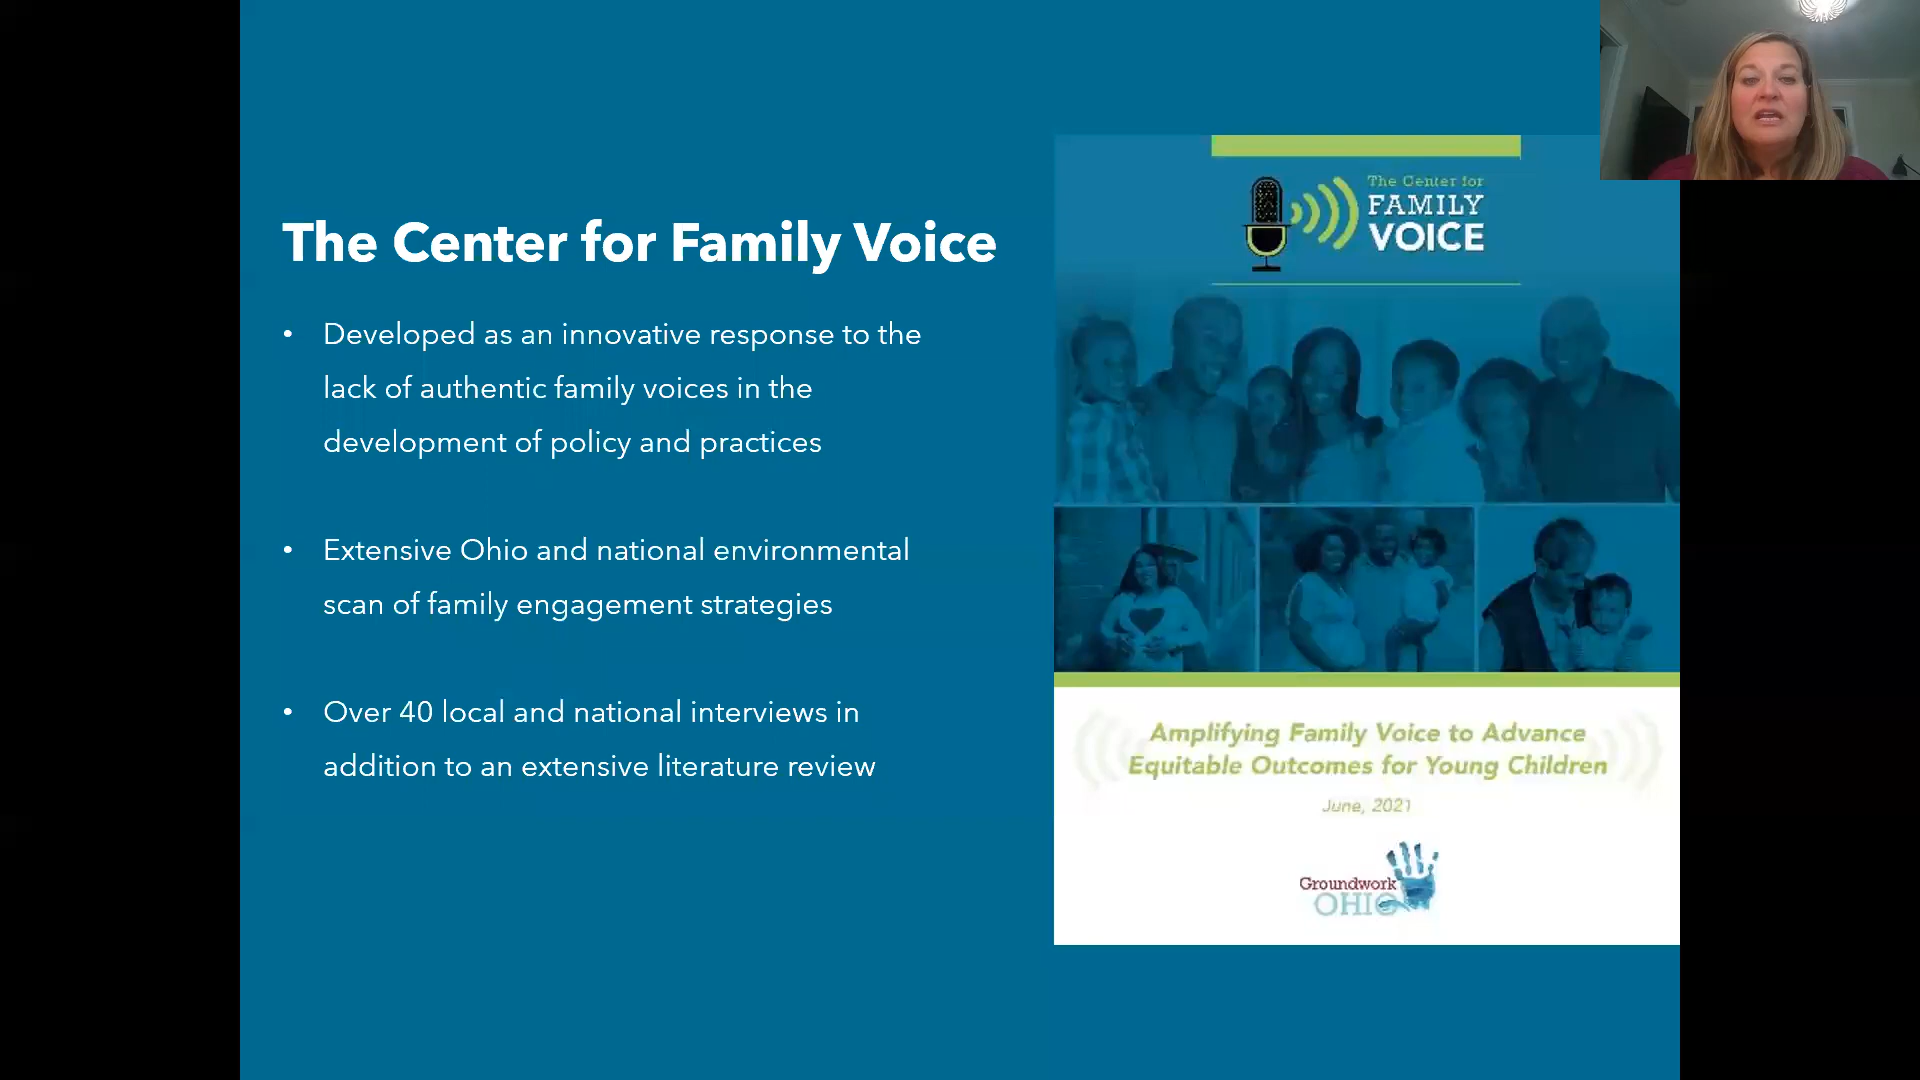 The Center for Family Voice
• Developed as an innovative response to the
lack of authentic family voices in the
development of policy and practices
• Extensive Ohio and national environmental
scan of family engagement strategies
• Over 40 local and national interviews in
addition to an extensive literature review
The Center for
FAMILY
VOICE
Amplifying Family Voice to Advance
Equitable Outcomes for Young Children
June, 2021
Groundwork
OHIO